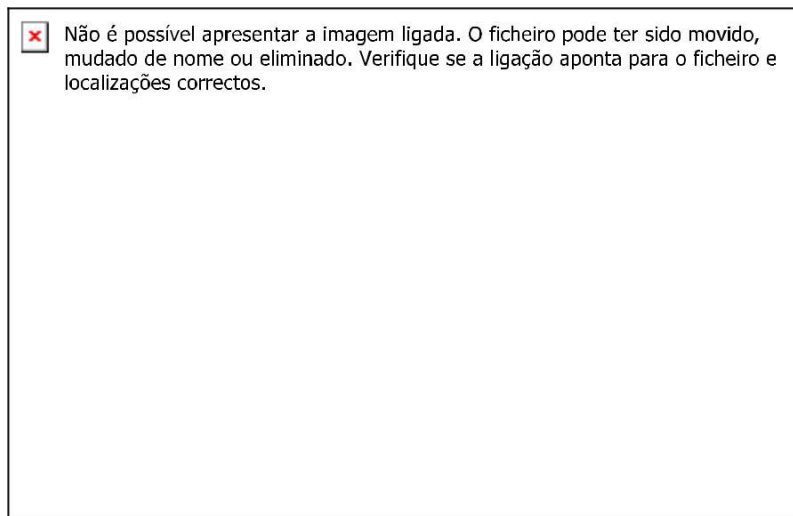 Não é possível apresentar a imagem ligada. O ficheiro pode ter sido movido,
mudado de nome ou eliminado. Verifique se a ligação aponta para o ficheiro e
localizações correctos.